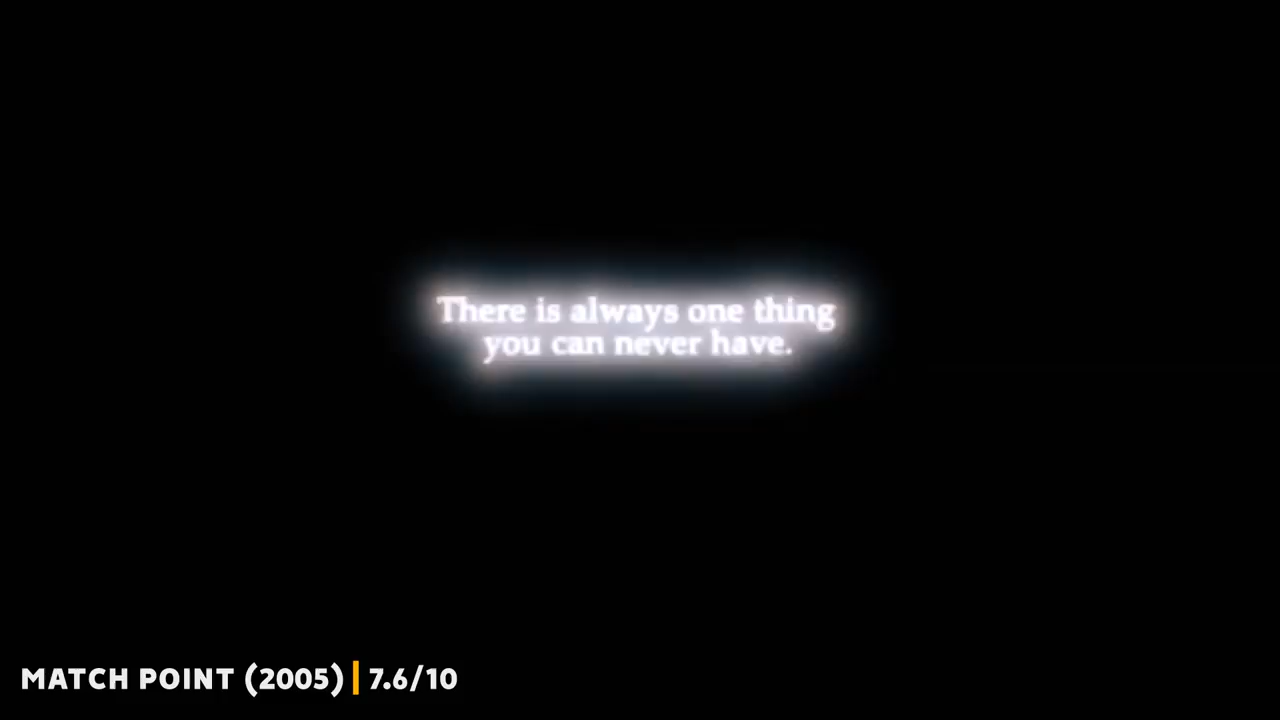 There is always one thing
you can never have.
MATCH POINT (2005) | 7.6/10